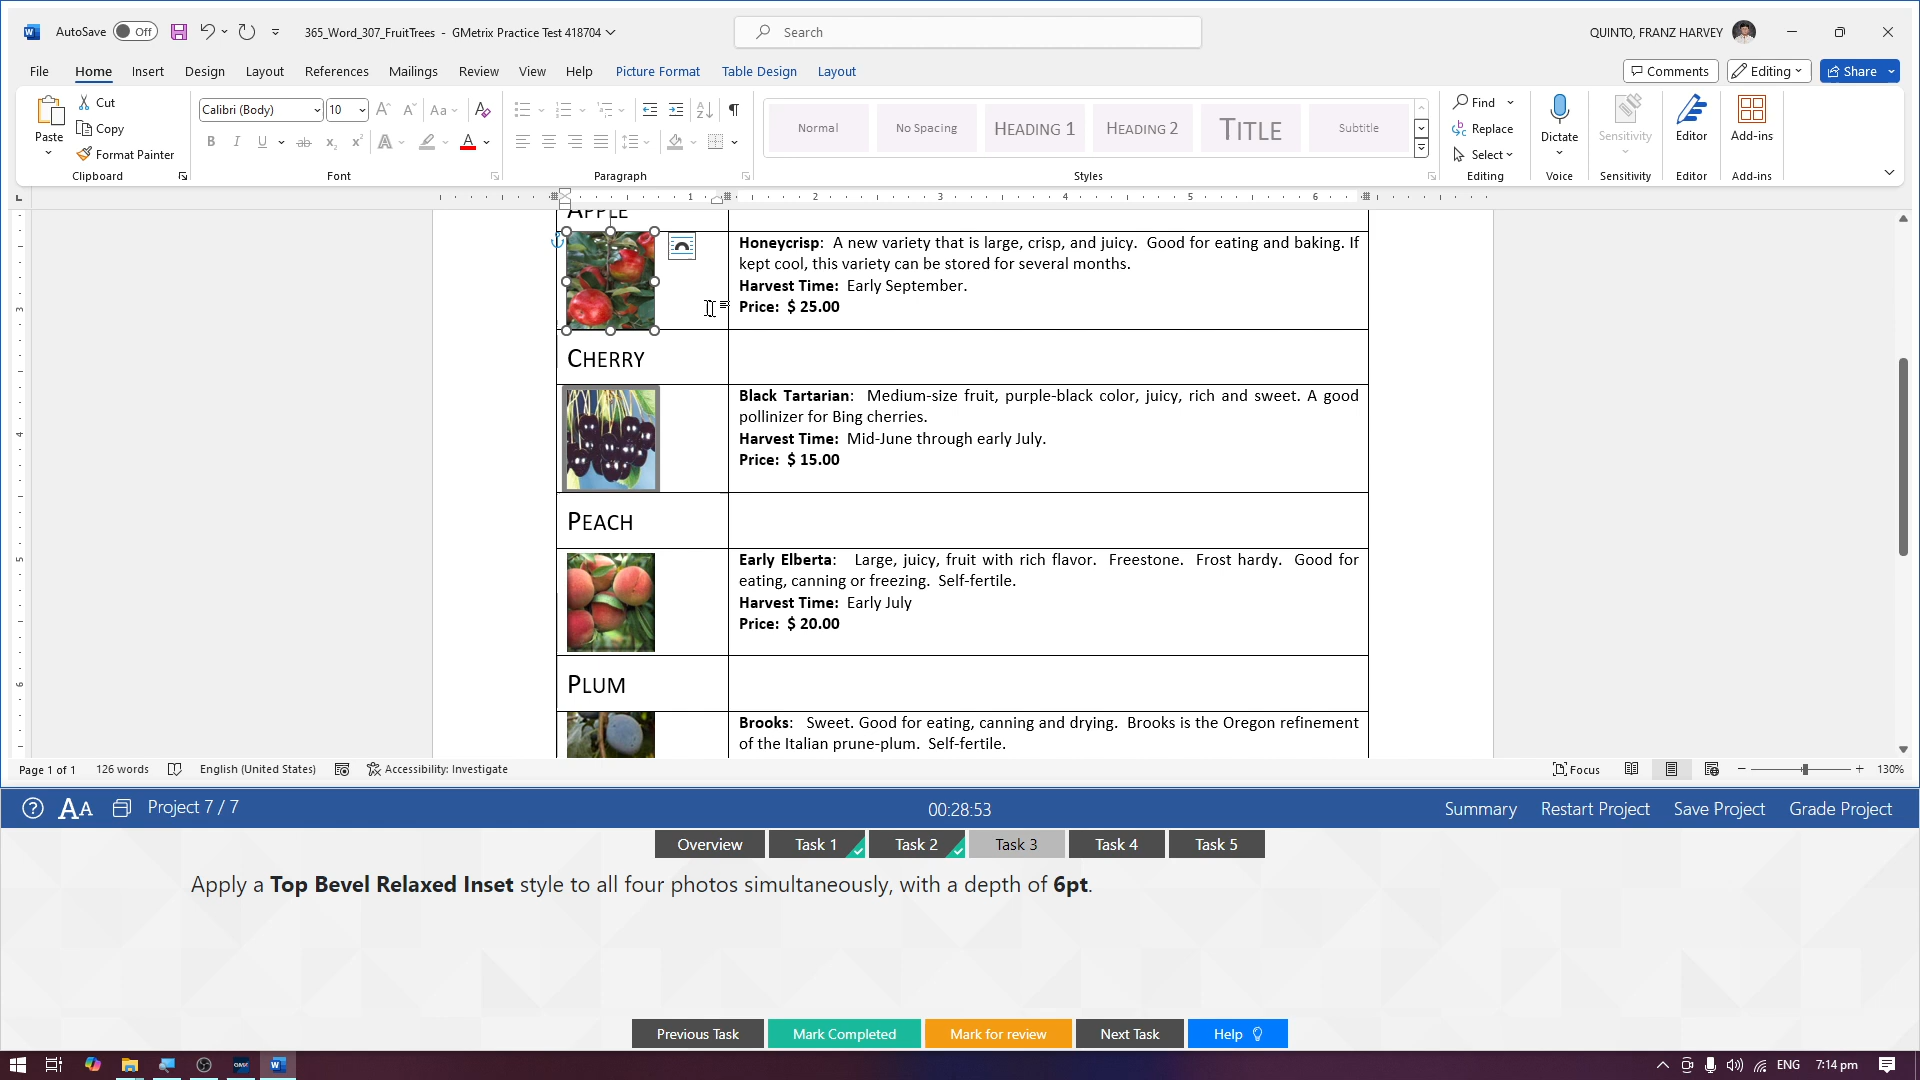 AutoSave Off 365_Word_307_FruitTrees - GMetrix Practice Test 418704 Search QUINTO, FRANZ HARVEY
File Home Insert Design Layout References Mailings Review View Help Picture Format Table Design Layout Comments Editing Share
Paste Cut Copy Format Painter Clipboard
Calibri (Body) 10 Aa Font
Paragraph
Normal No Spacing HEADING 1 HEADING 2 TITLE Subtitle Styles
Find Replace Select Editing
Dictate Voice
Sensitivity Sensitivity
Editor Editor
Add-ins Add-ins
1 2 3 4 5 6
3 4 5 6
APPLE
Honeycrisp: A new variety that is large, crisp, and juicy. Good for eating and baking. If
kept cool, this variety can be stored for several months.
Harvest Time: Early September.
Price: $ 25.00
CHERRY
Black Tartarian: Medium-size fruit, purple-black color, juicy, rich and sweet. A good
pollinizer for Bing cherries.
Harvest Time: Mid-June through early July.
Price: $ 15.00
PEACH
Early Elberta: Large, juicy, fruit with rich flavor. Freestone. Frost hardy. Good for
eating, canning or freezing. Self-fertile.
Harvest Time: Early July
Price: $ 20.00
PLUM
Brooks: Sweet. Good for eating, canning and drying. Brooks is the Oregon refinement
of the Italian prune-plum. Self-fertile.
Page 1 of 1 126 words English (United States) Accessibility: Investigate Focus 130%
Project 7 / 7 00:28:53 Summary Restart Project Save Project Grade Project
Overview Task 1 Task 2 Task 3 Task 4 Task 5
Apply a Top Bevel Relaxed Inset style to all four photos simultaneously, with a depth of 6pt.
Previous Task Mark Completed Mark for review Next Task Help
ENG 7:14 pm